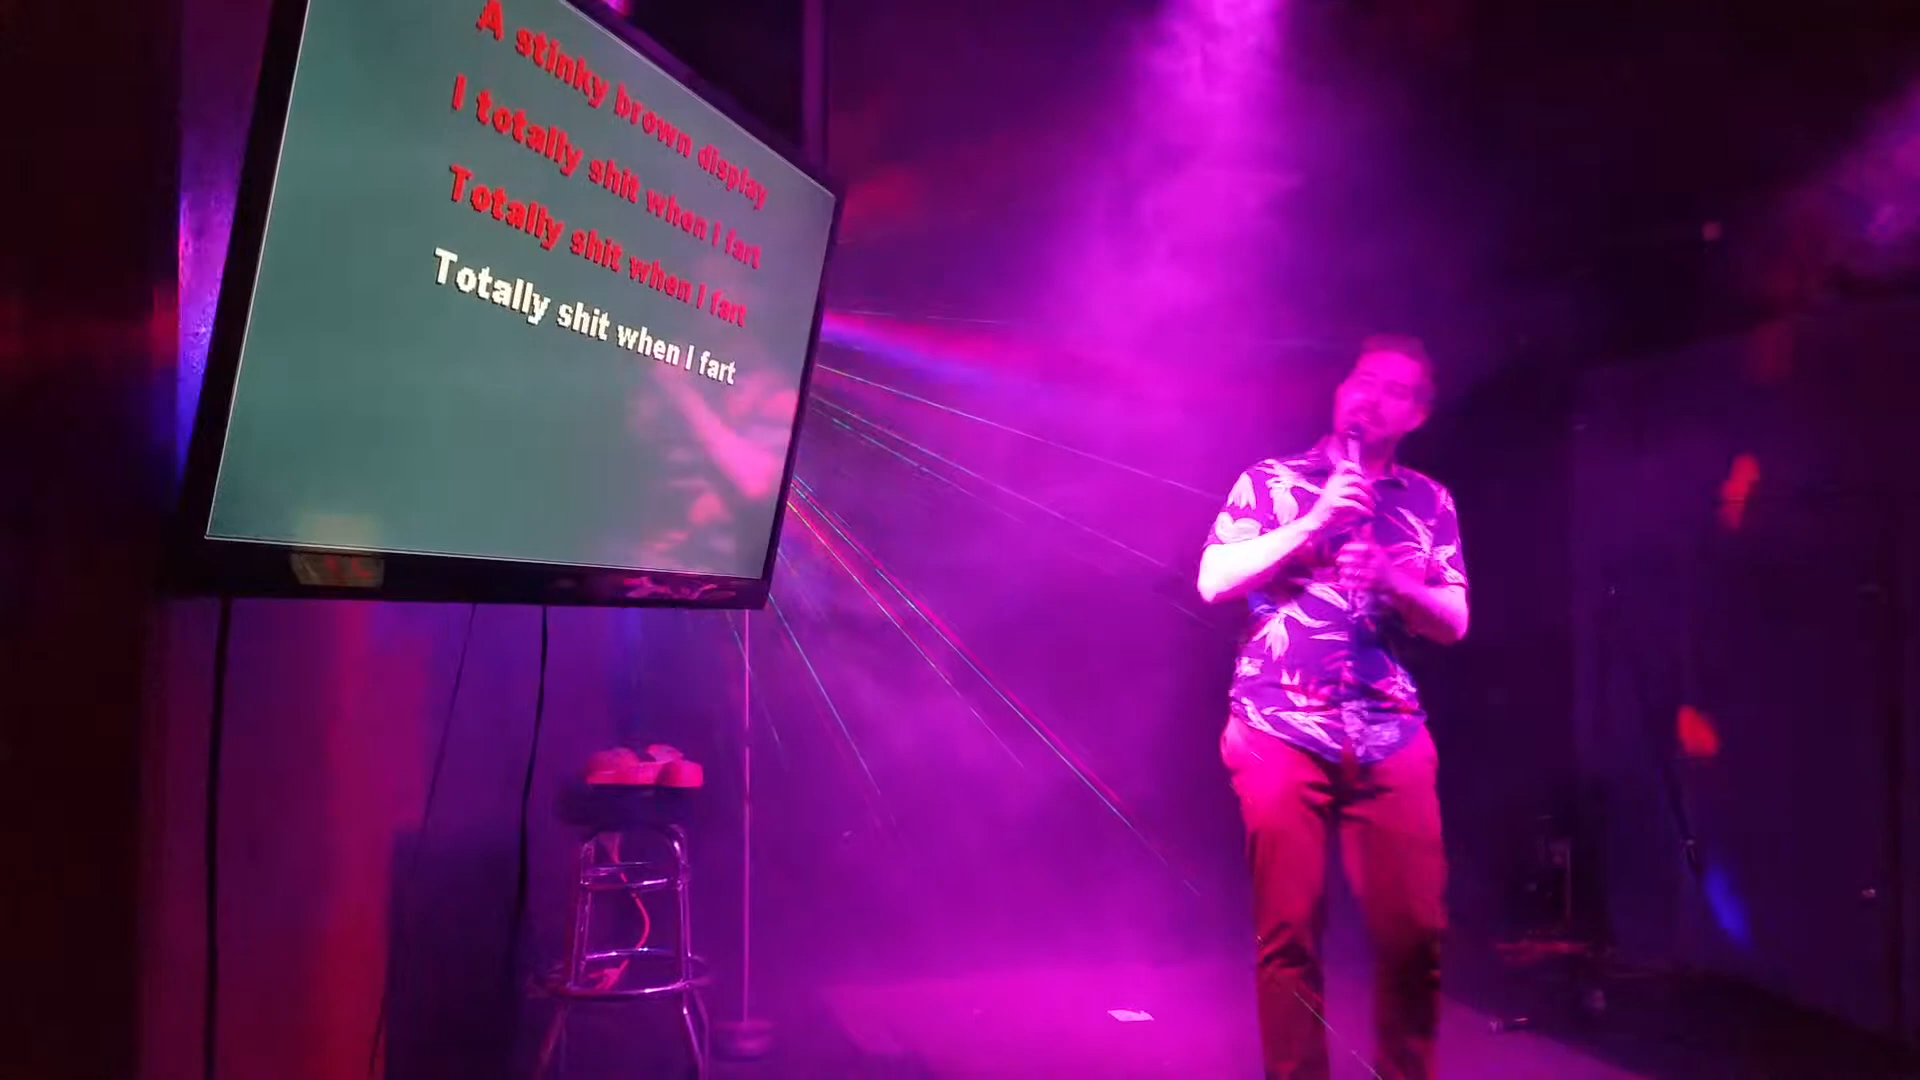 A stinky brown display
I totally shit when I fart
Totally shit when I fart
Totally shit when I fart